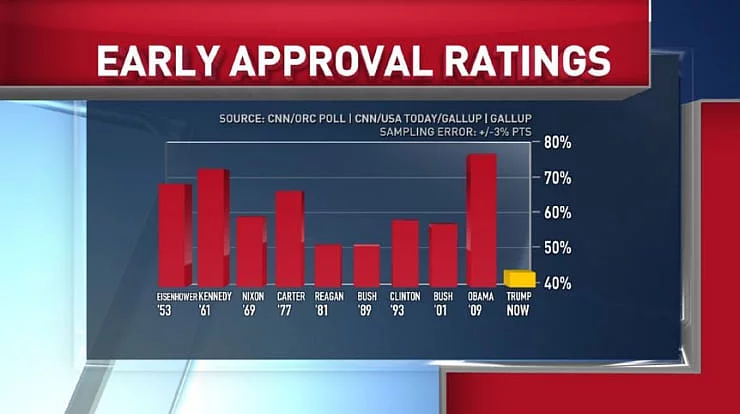 EARLY APPROVAL RATINGS
SOURCE: CNN/ORC POLL | CNN/USA TODAY/GALLUP | GALLUP
SAMPLING ERROR: +/-3% PTS
80%
70%
60%
50%
40%
EISENHOWER KENNEDY NIXON CARTER REAGAN BUSH CLINTON BUSH OBAMA TRUMP
'53 '61 '69 '77 '81 '89 '93 '01 '09 NOW